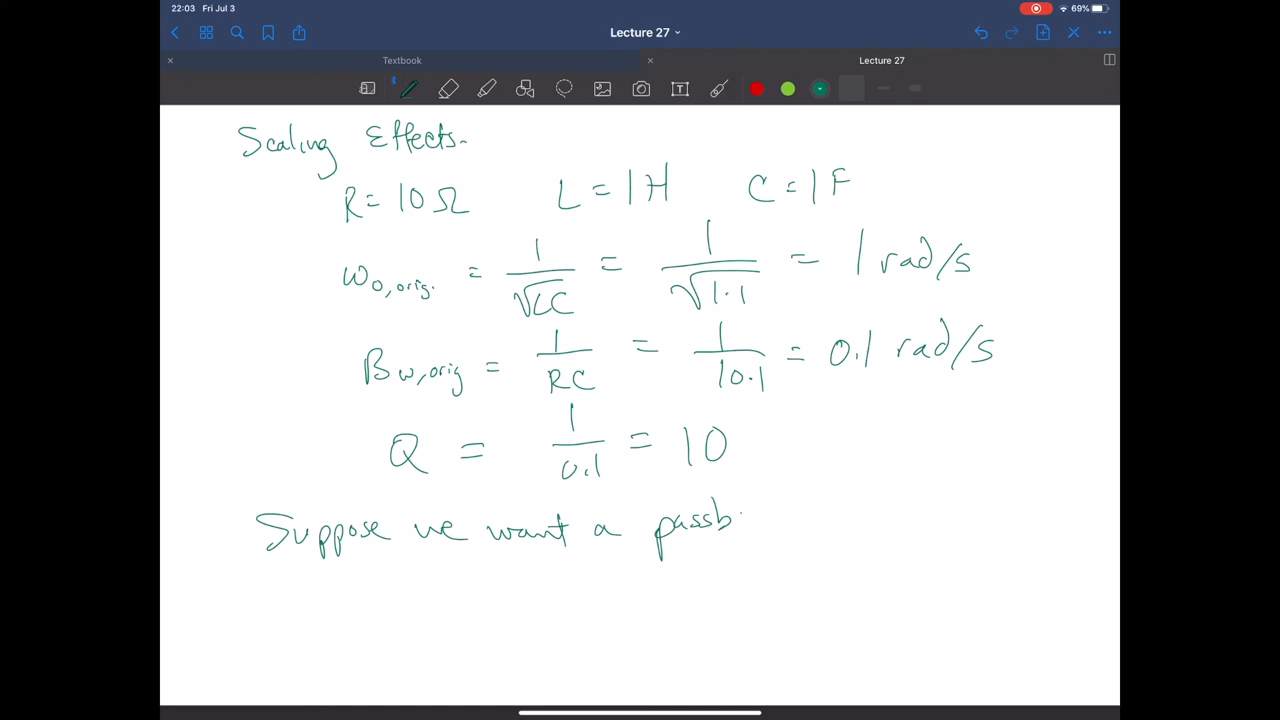 22:03 Fri Jul 3
69%
Lecture 27
Textbook
Lecture 27
Scaling Effects.
R = 10 Ω L = 1 H C = 1 F
ω₀,orig. = 1/√LC = 1/√1·1 = 1 rad/s
Bw,orig = 1/RC = 1/10·1 = 0.1 rad/s
Q = 1/0.1 = 10
Suppose we want a passb